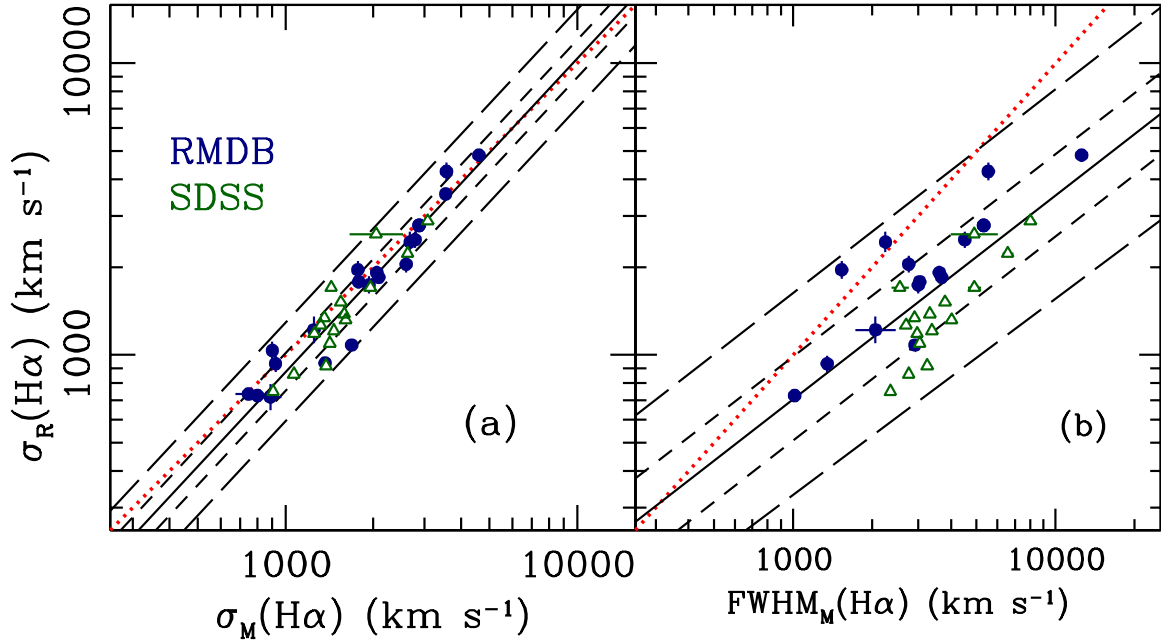 10000
1000
σR(Hα) (km s⁻¹)
RMDB
SDSS
(a)
(b)
1000
10000
1000
10000
σM(Hα) (km s⁻¹)
FWHMM(Hα) (km s⁻¹)